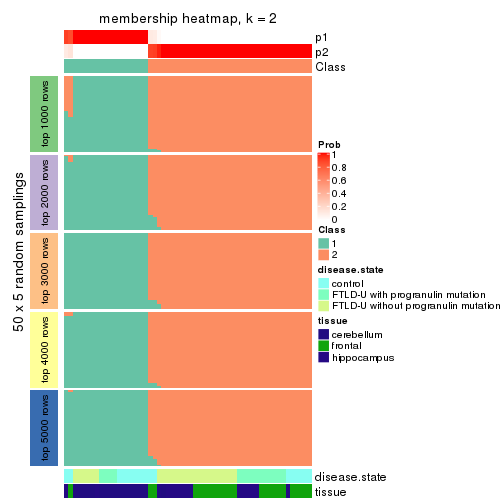 membership heatmap, k = 2
p1
p2
Class
50 x 5 random samplings
top 1000 rows
top 2000 rows
top 3000 rows
top 4000 rows
top 5000 rows
Prob
1
0.8
0.6
0.4
0.2
0
Class
1
2
disease.state
control
FTLD-U with progranulin mutation
FTLD-U without progranulin mutation
tissue
cerebellum
frontal
hippocampus
disease.state
tissue